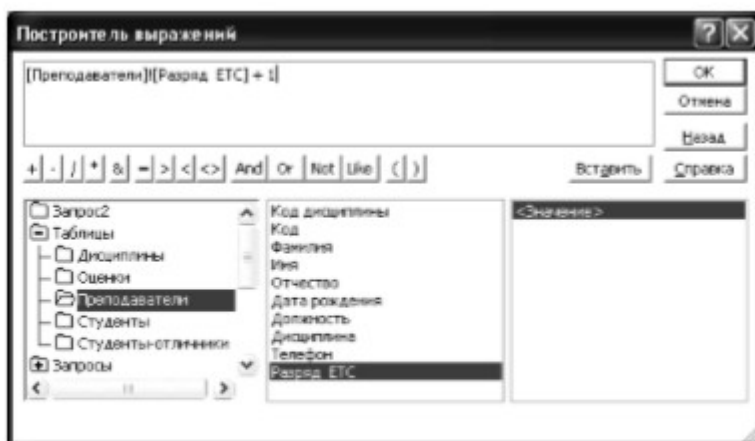 Построитель выражений
[Преподаватели]![Разряд ЕТС] + 1
ОК
Отмена
Назад
+ - / * & = > < <> And Or Not Like ( )
Вставить
Справка
Запрос2
Таблицы
Дисциплины
Оценки
Преподаватели
Студенты
Студенты-отличники
Запросы
Код дисциплины
Код
Фамилия
Имя
Отчество
Дата рождения
Должность
Дисциплина
Телефон
Разряд ЕТС
<Значение>